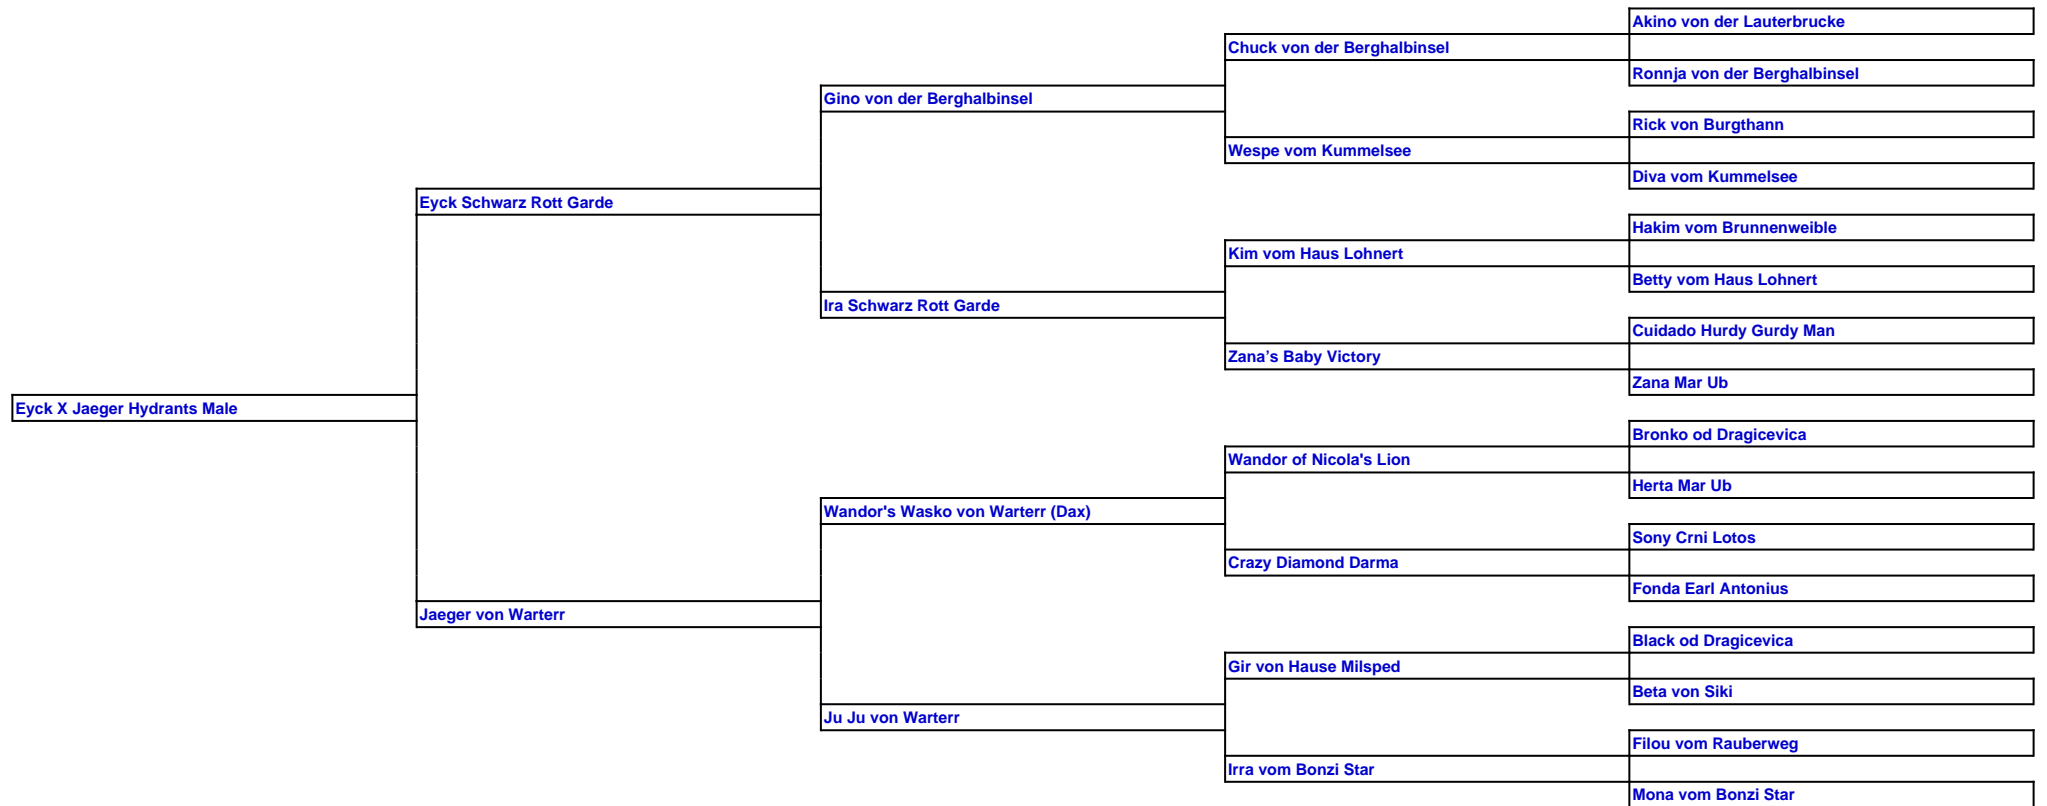 Akino von der Lauterbrucke
Chuck von der Berghalbinsel
Ronnja von der Berghalbinsel
Gino von der Berghalbinsel
Rick von Burgthann
Wespe vom Kummelsee
Diva vom Kummelsee
Eyck Schwarz Rott Garde
Hakim vom Brunnenweible
Kim vom Haus Lohnert
Betty vom Haus Lohnert
Ira Schwarz Rott Garde
Cuidado Hurdy Gurdy Man
Zana’s Baby Victory
Zana Mar Ub
Eyck X Jaeger Hydrants Male
Bronko od Dragicevica
Wandor of Nicola's Lion
Herta Mar Ub
Wandor's Wasko von Warterr (Dax)
Sony Crni Lotos
Crazy Diamond Darma
Fonda Earl Antonius
Jaeger von Warterr
Black od Dragicevica
Gir von Hause Milsped
Beta von Siki
Ju Ju von Warterr
Filou vom Rauberweg
Irra vom Bonzi Star
Mona vom Bonzi Star